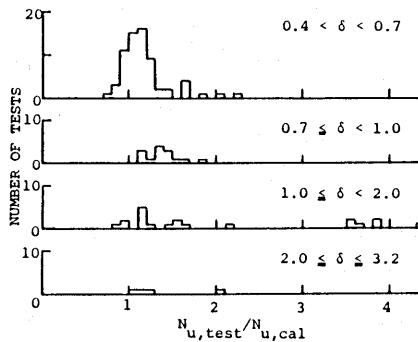 NUMBER OF TESTS
20
0.4 < δ < 0.7
10
0
10
0.7 ≤ δ < 1.0
0
10
1.0 ≤ δ < 2.0
0
10
2.0 ≤ δ ≤ 3.2
0
1 2 3 4
N_u,test/N_u,cal